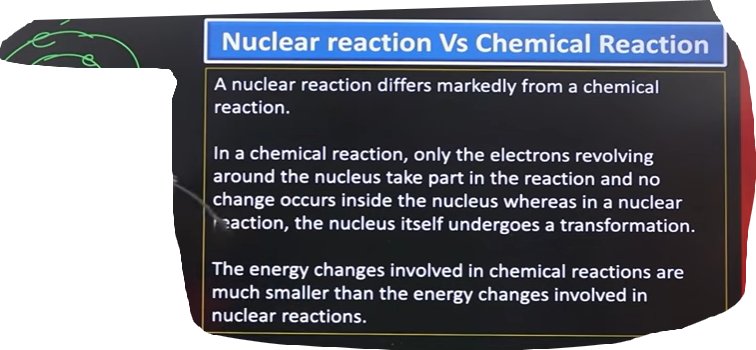 Nuclear reaction Vs Chemical Reaction
A nuclear reaction differs markedly from a chemical
reaction.
In a chemical reaction, only the electrons revolving
around the nucleus take part in the reaction and no
change occurs inside the nucleus whereas in a nuclear
reaction, the nucleus itself undergoes a transformation.
The energy changes involved in chemical reactions are
much smaller than the energy changes involved in
nuclear reactions.